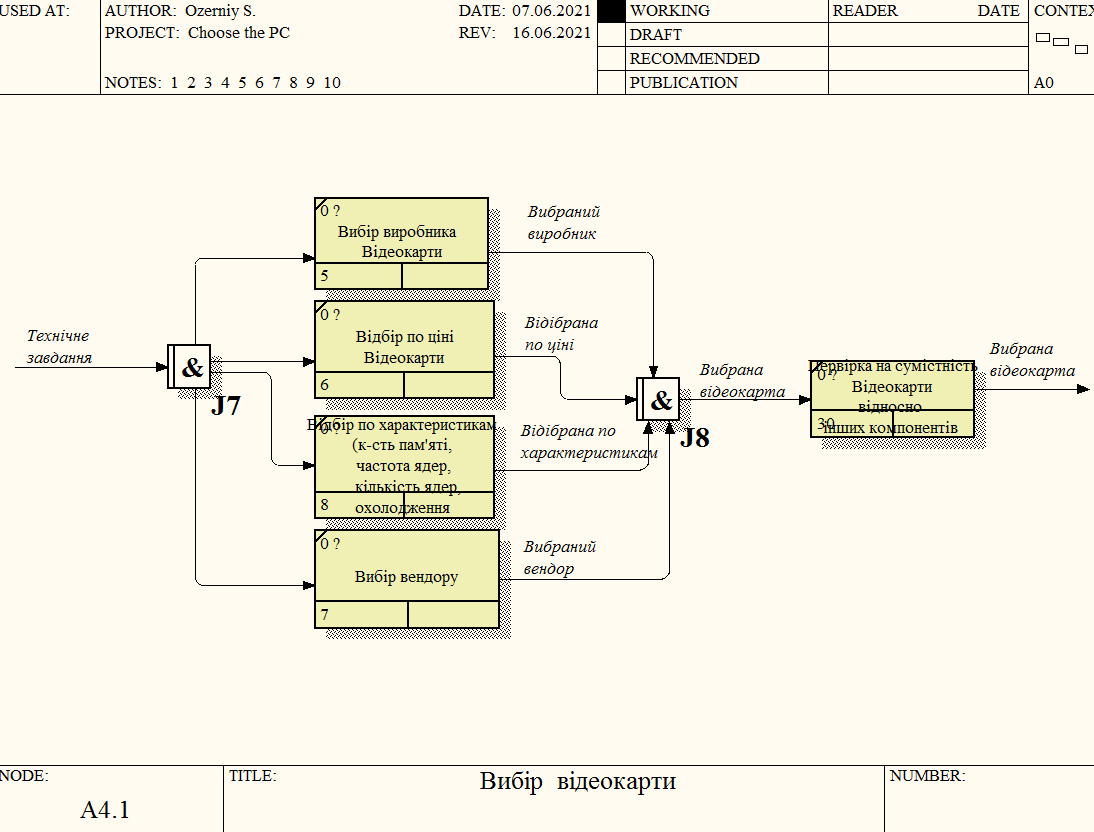 USED AT:
AUTHOR: Ozerniy S.
DATE: 07.06.2021
WORKING
READER
DATE
CONTEX
PROJECT: Choose the PC
REV: 16.06.2021
DRAFT
RECOMMENDED
NOTES: 1 2 3 4 5 6 7 8 9 10
PUBLICATION
A0
Технічне
завдання
&
J7
0 ?
Вибір виробника
Відеокарти
5
Вибраний
виробник
0 ?
Відбір по ціні
Відеокарти
6
Відібрана
по ціні
0 ?
Відбір по характеристикам
(к-сть пам'яті,
частота ядер,
кількість ядер,
охолодження
8
Відібрана по
характеристикам
0 ?
Вибір вендору
7
Вибраний
вендор
&
J8
Вибрана
відеокарта
0 ?
Первірка на сумістність
Відеокарти
відносно
інших компонентів
30
Вибрана
відеокарта
NODE:
A4.1
TITLE:
Вибір відеокарти
NUMBER: